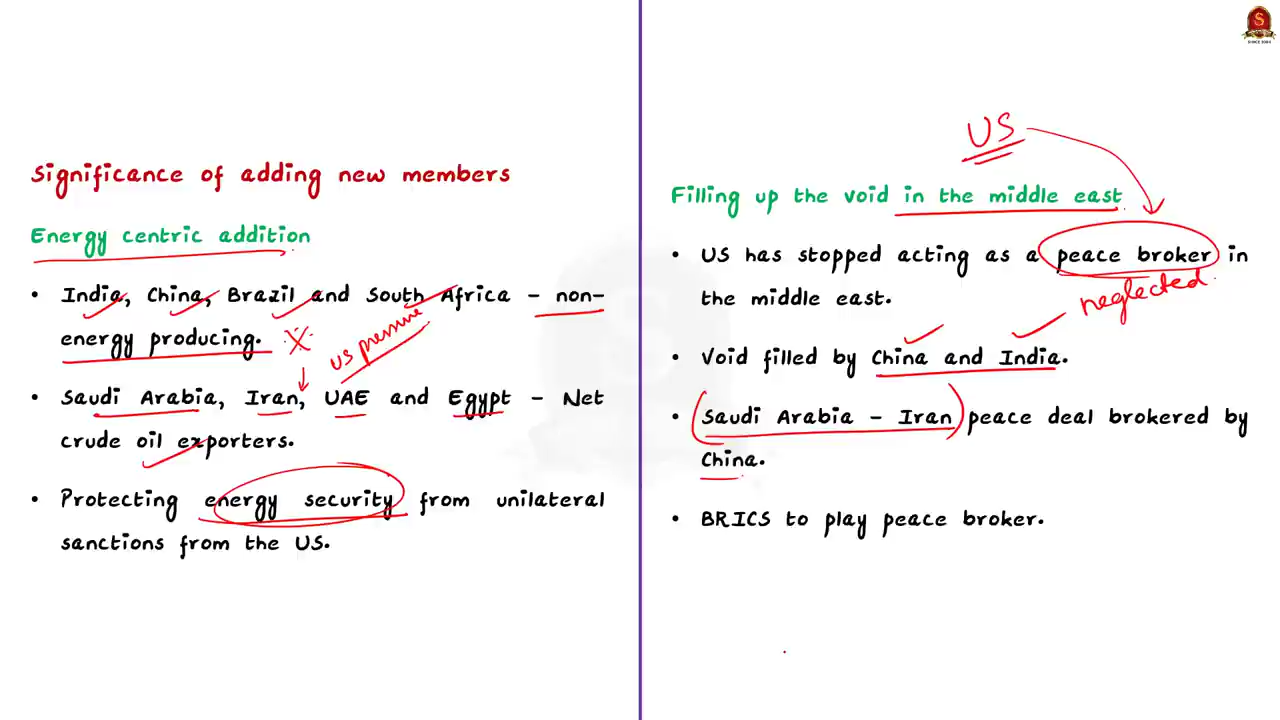 Significance of adding new members
Energy centric addition
• India, China, Brazil and South Africa – non-
energy producing.
US pressure
• Saudi Arabia, Iran, UAE and Egypt – Net
crude oil exporters.
• Protecting energy security from unilateral
sanctions from the US.
US
Filling up the void in the middle east
• US has stopped acting as a peace broker in
the middle east.
neglected
• Void filled by China and India.
• Saudi Arabia – Iran peace deal brokered by
China.
• BRICS to play peace broker.
S